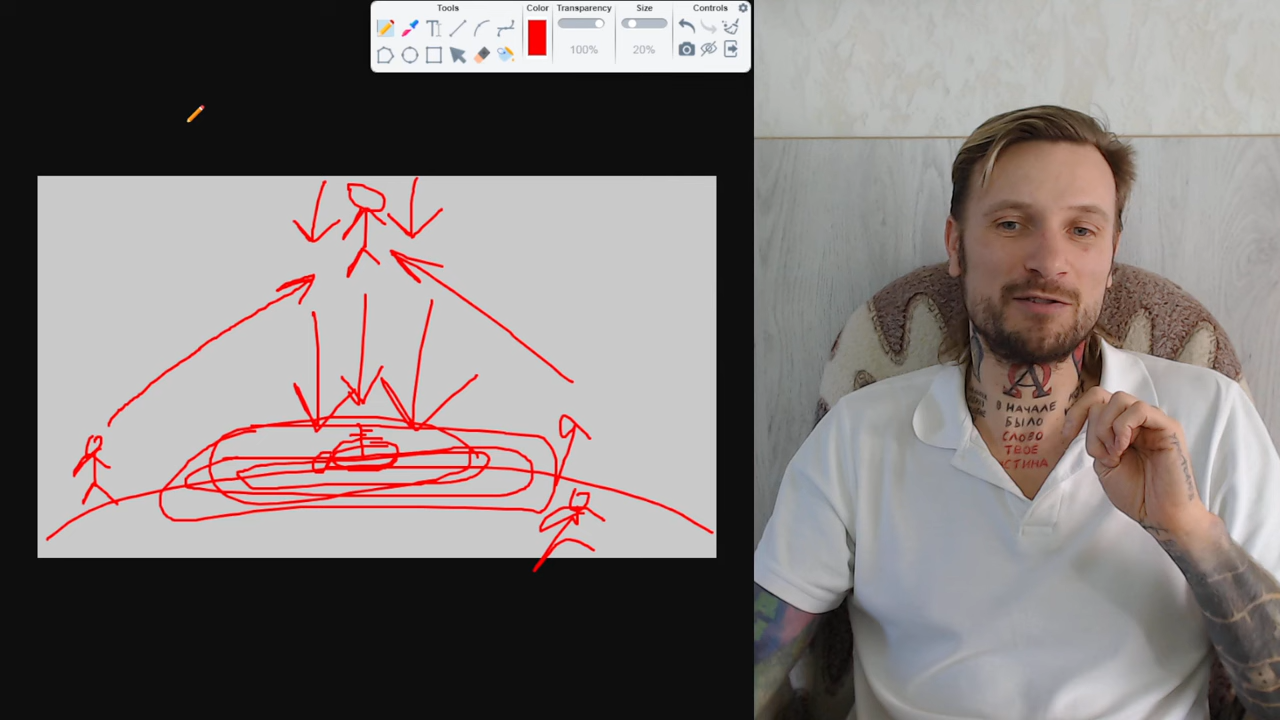 Tools
Color
Transparency
Size
Controls
100%
20%
В НАЧАЛЕ
БЫЛО
СЛОВО
ТВОЕ
ИСТИНА